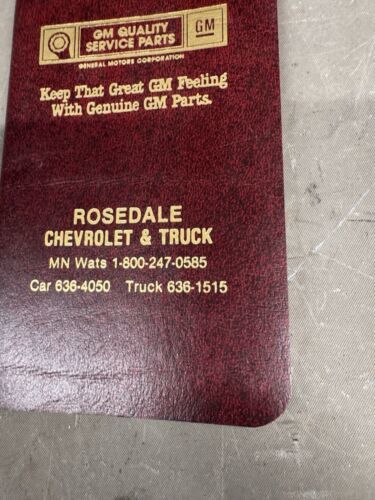 GM QUALITY
SERVICE PARTS
GM
GENERAL MOTORS CORPORATION
Keep That Great GM Feeling
With Genuine GM Parts.
ROSEDALE
CHEVROLET & TRUCK
MN Wats 1-800-247-0585
Car 636-4050 Truck 636-1515